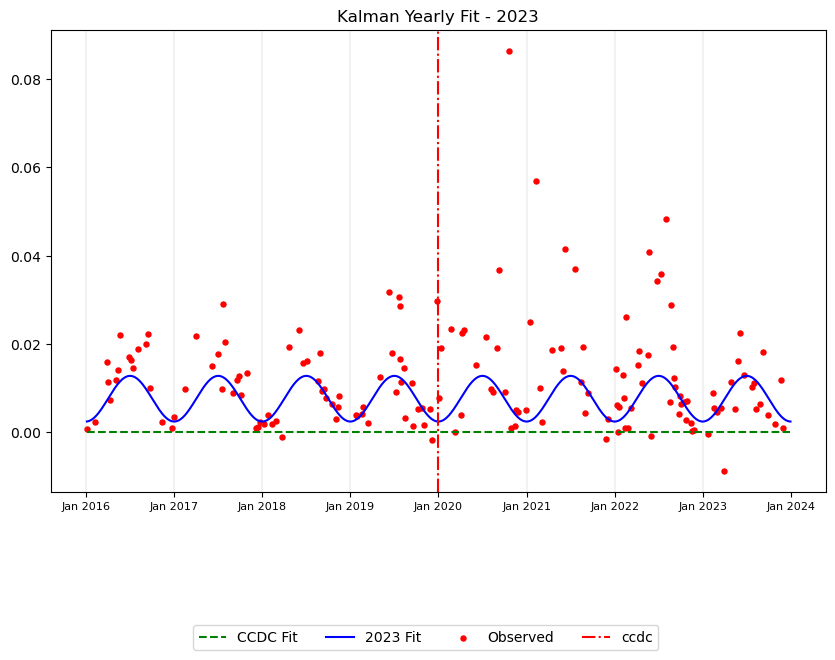 Kalman Yearly Fit - 2023
0.08
0.06
0.04
0.02
0.00
Jan 2016 Jan 2017 Jan 2018 Jan 2019 Jan 2020 Jan 2021 Jan 2022 Jan 2023 Jan 2024
CCDC Fit 2023 Fit Observed ccdc